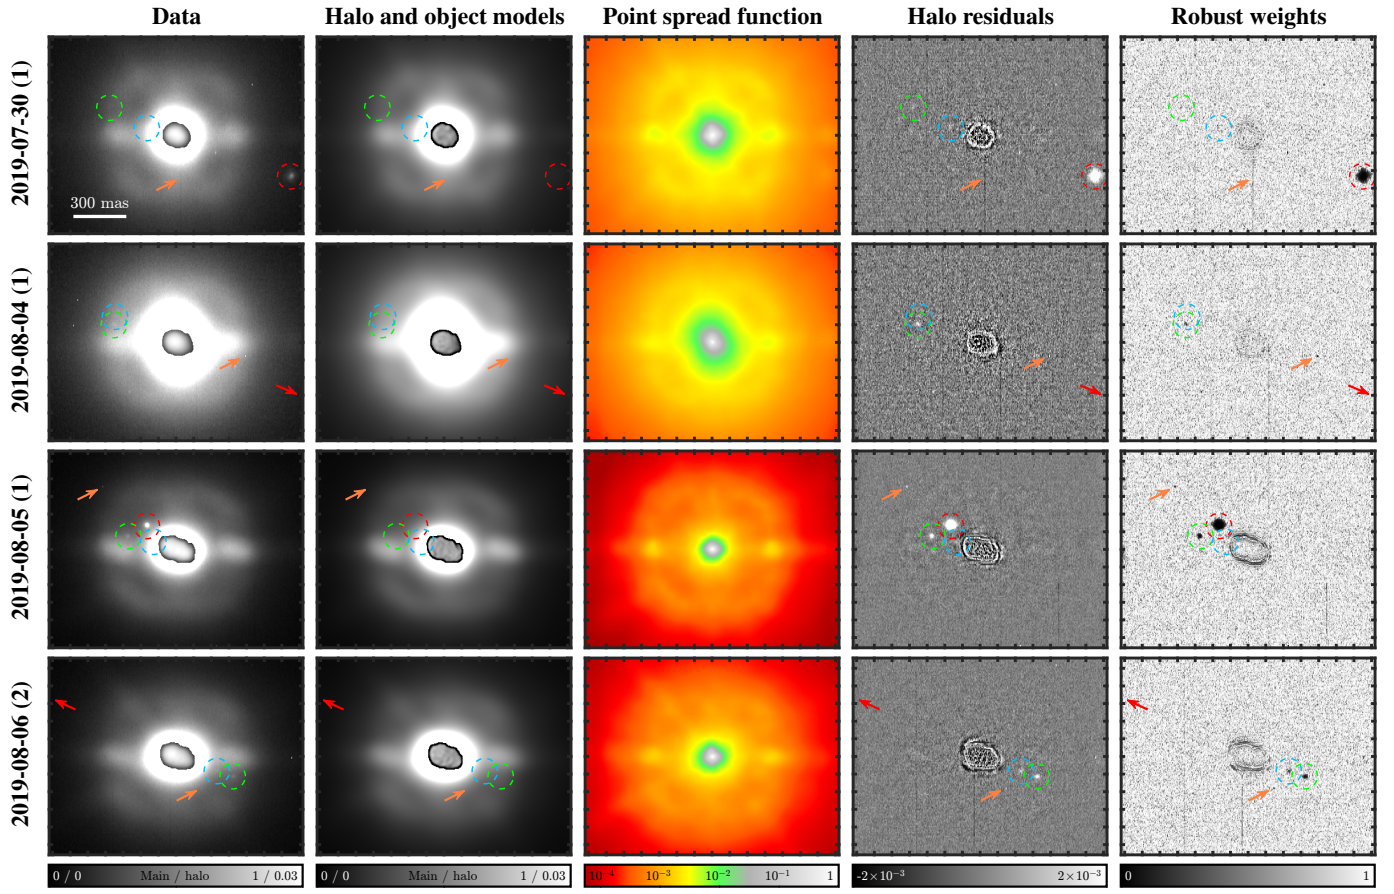 Data Halo and object models Point spread function Halo residuals Robust weights
2019-07-30 (1)
300 mas
2019-08-04 (1)
2019-08-05 (1)
2019-08-06 (2)
0 / 0 Main / halo 1 / 0.03 0 / 0 Main / halo 1 / 0.03 10⁻⁴ 10⁻³ 10⁻² 10⁻¹ 1 -2×10⁻³ 2×10⁻³ 0 1